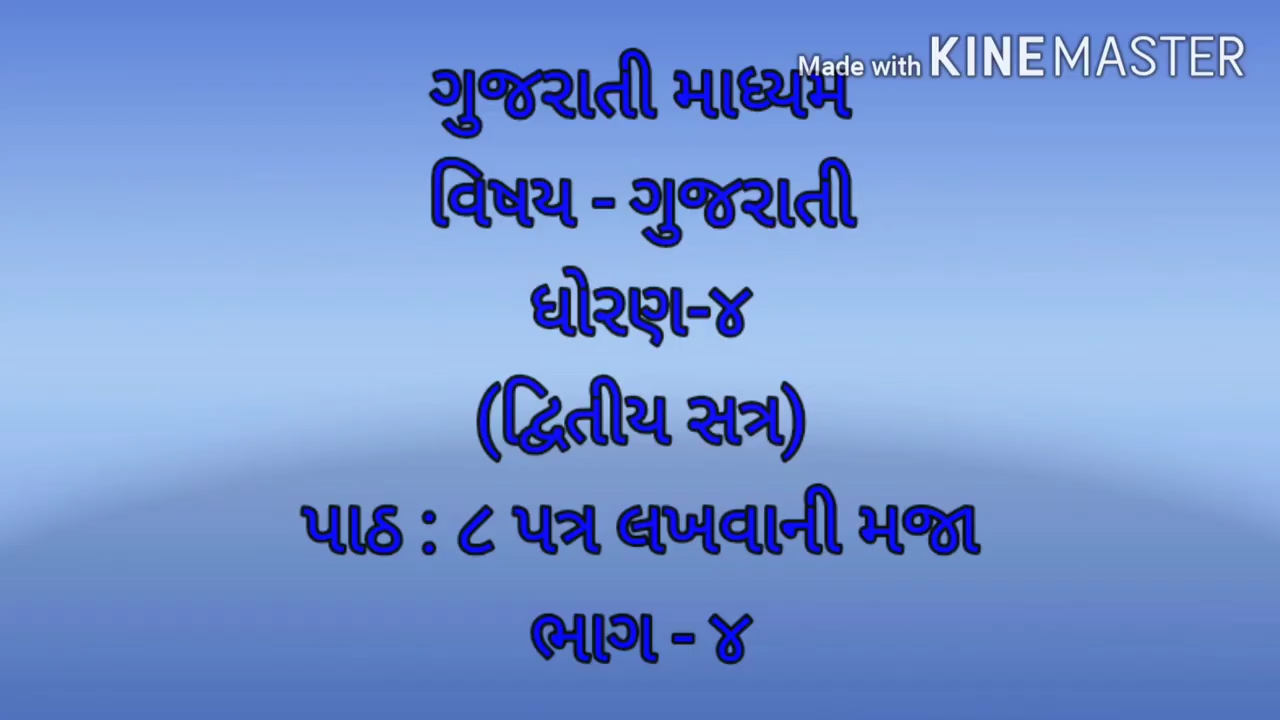 Made with KINEMASTER
ગુજરાતી માધ્યમ
વિષય - ગુજરાતી
ધોરણ-૪
(દ્વિતીય સત્ર)
પાઠ : ૮ પત્ર લખવાની મજા
ભાગ - ૪